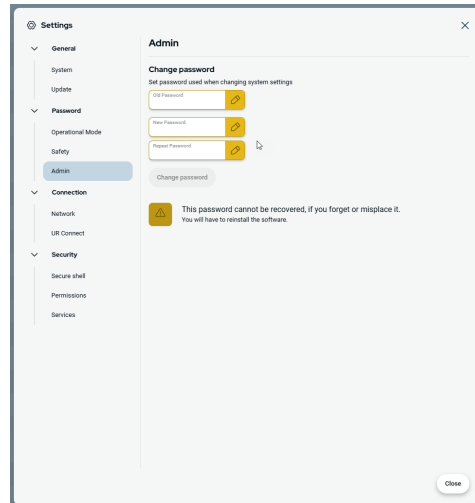 Settings
General
System
Update
Password
Operational Mode
Safety
Admin
Connection
Network
UR Connect
Security
Secure shell
Permissions
Services
Admin
Change password
Set password used when changing system settings
Old Password
New Password
Repeat Password
Change password
This password cannot be recovered, if you forget or misplace it.
You will have to reinstall the software.
Close